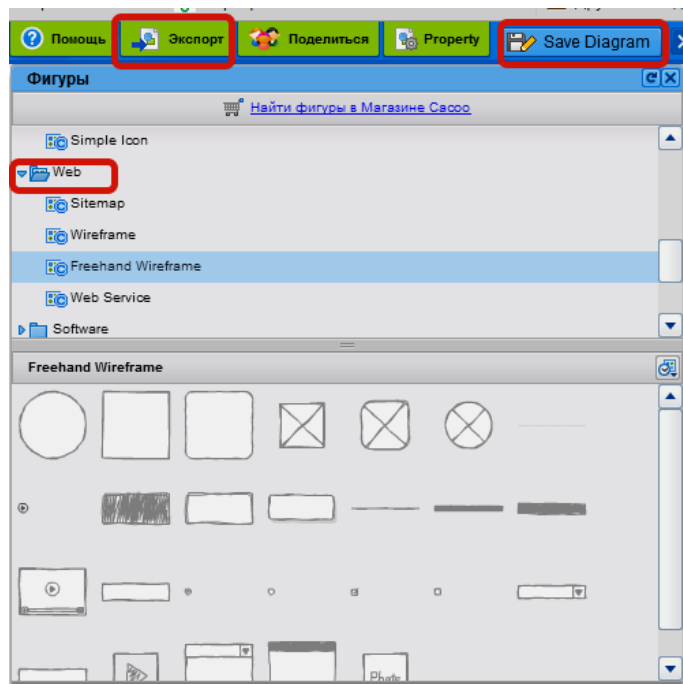 Помощь Экспорт Поделиться Property Save Diagram
Фигуры
Найти фигуры в Магазине Cacoo
Simple Icon
Web
Sitemap
Wireframe
Freehand Wireframe
Web Service
Software
Freehand Wireframe